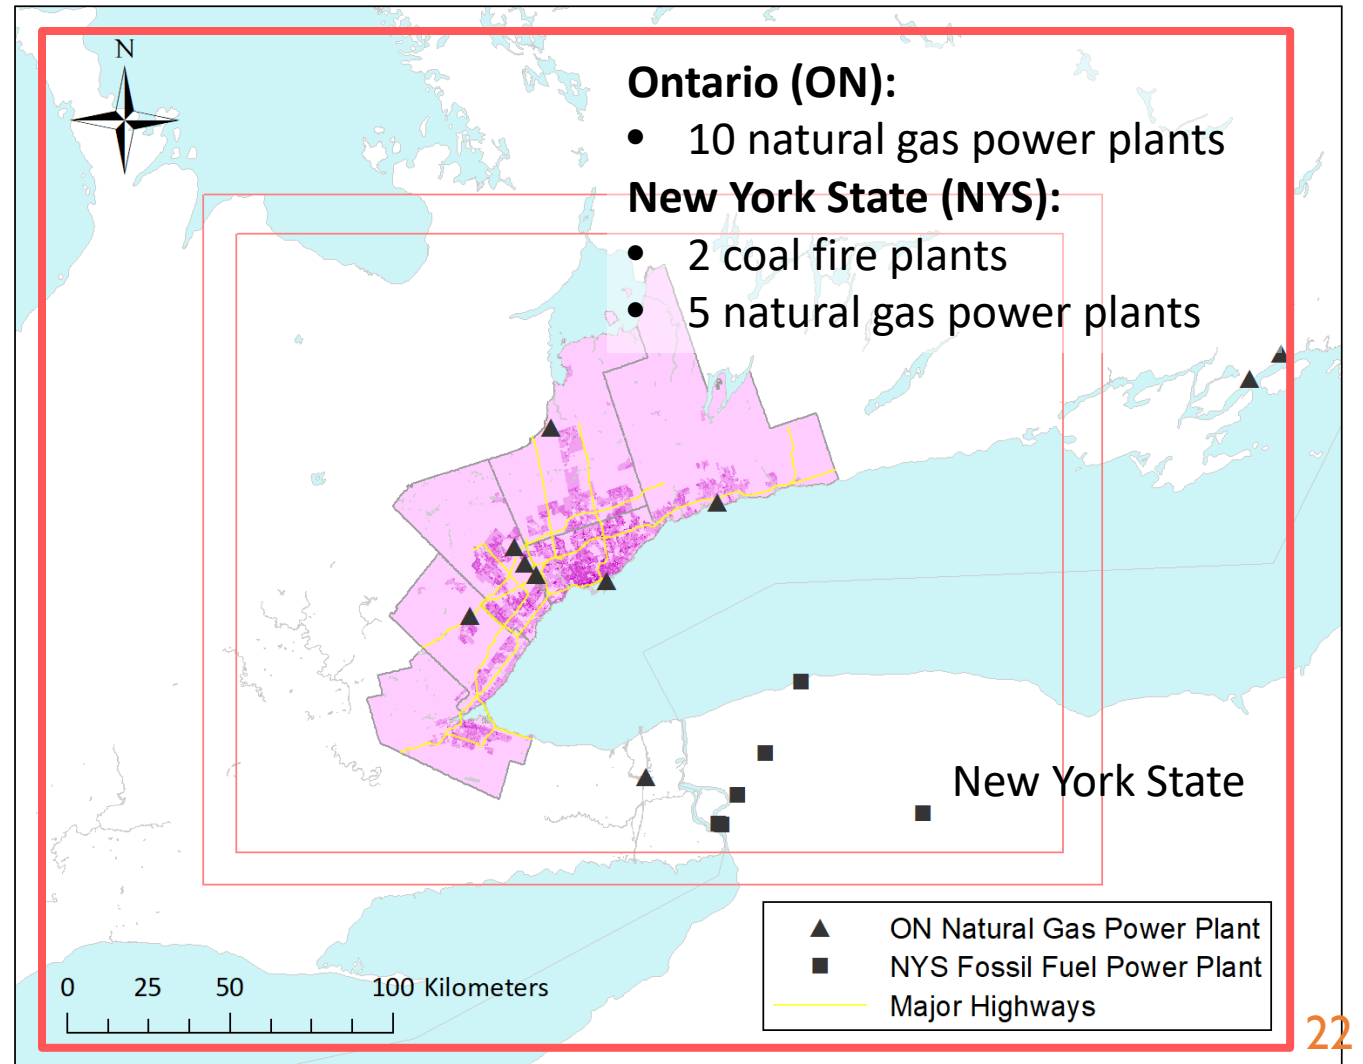 N
Ontario (ON):
• 10 natural gas power plants
New York State (NYS):
• 2 coal fire plants
• 5 natural gas power plants
New York State
ON Natural Gas Power Plant
NYS Fossil Fuel Power Plant
Major Highways
0 25 50 100 Kilometers
22